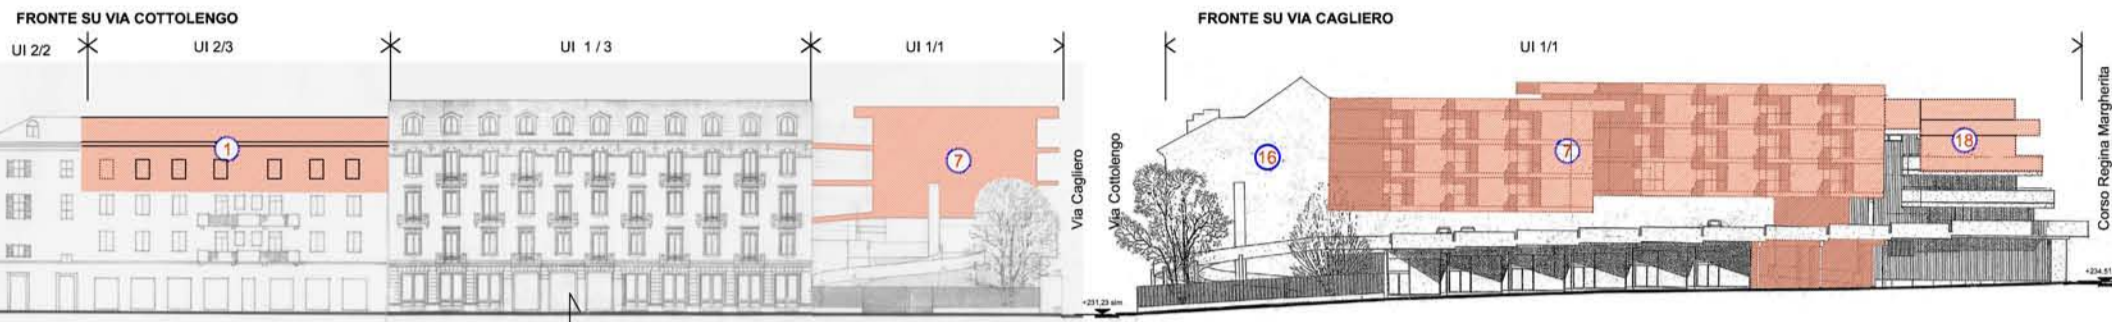 FRONTE SU VIA COTTOLENGO
UI 2/2
UI 2/3
UI 1 / 3
UI 1/1
1
7
Via Cagliero
+231,23 slm
FRONTE SU VIA CAGLIERO
UI 1/1
Via Cottolengo
16
7
18
Corso Regina Margherita
+234,51